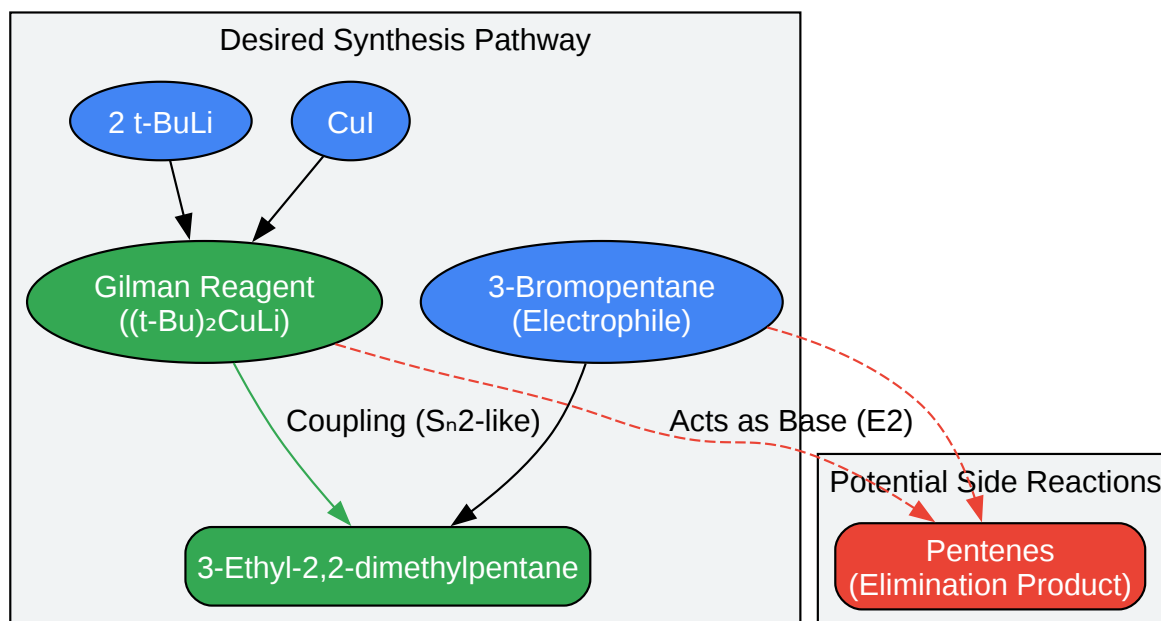 Desired Synthesis Pathway
2 t-BuLi
CuI
Gilman Reagent
((t-Bu)₂CuLi)
3-Bromopentane
(Electrophile)
Coupling (Sₙ2-like)
Acts as Base (E2)
Potential Side Reactions
3-Ethyl-2,2-dimethylpentane
Pentenes
(Elimination Product)